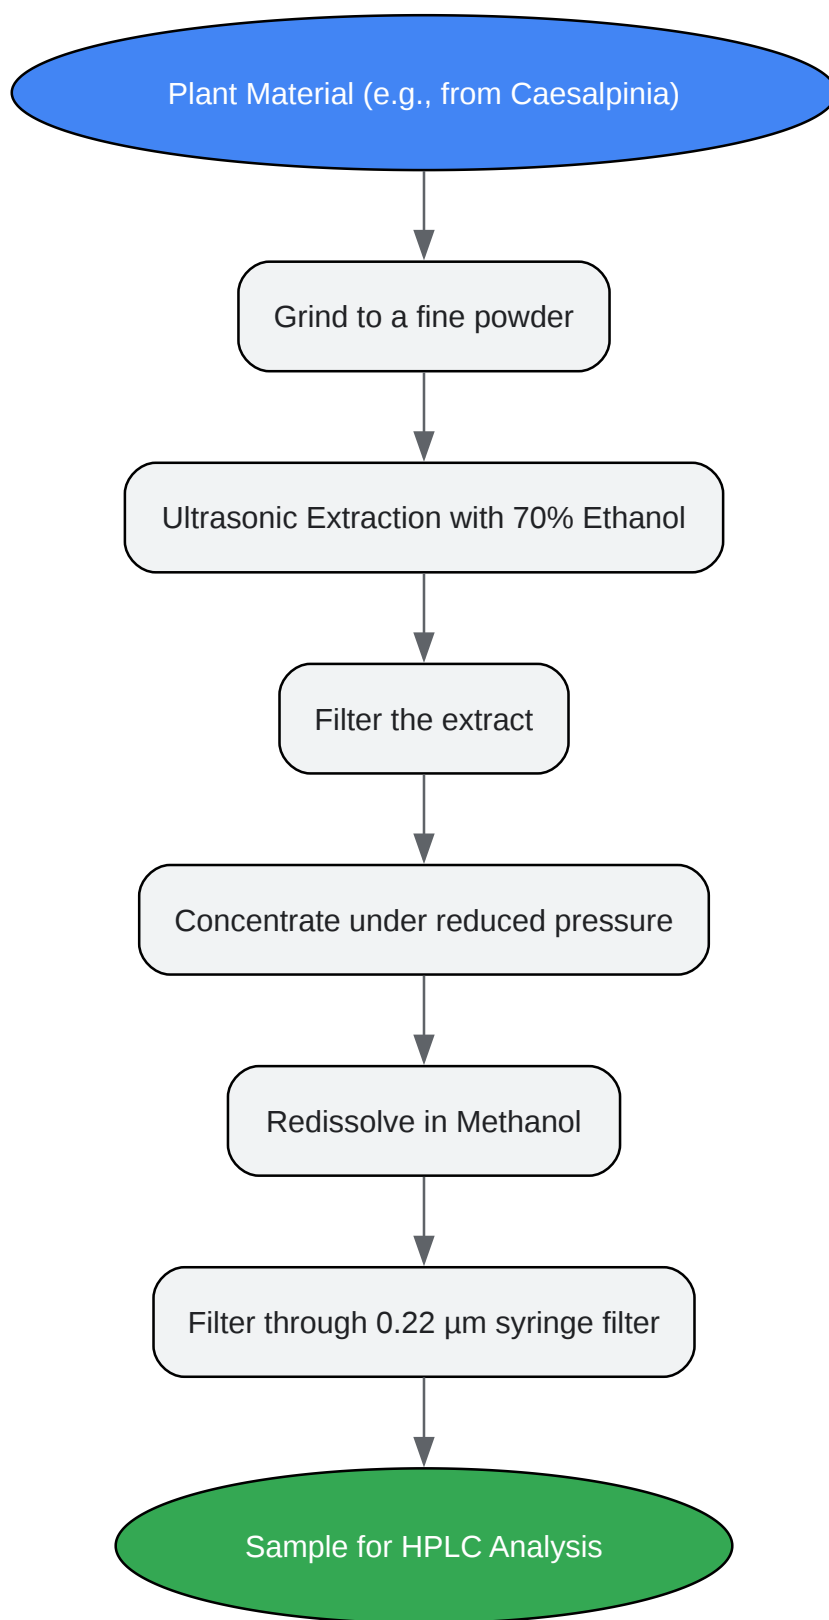 Plant Material (e.g., from Caesalpinia)
Grind to a fine powder
Ultrasonic Extraction with 70% Ethanol
Filter the extract
Concentrate under reduced pressure
Redissolve in Methanol
Filter through 0.22 µm syringe filter
Sample for HPLC Analysis